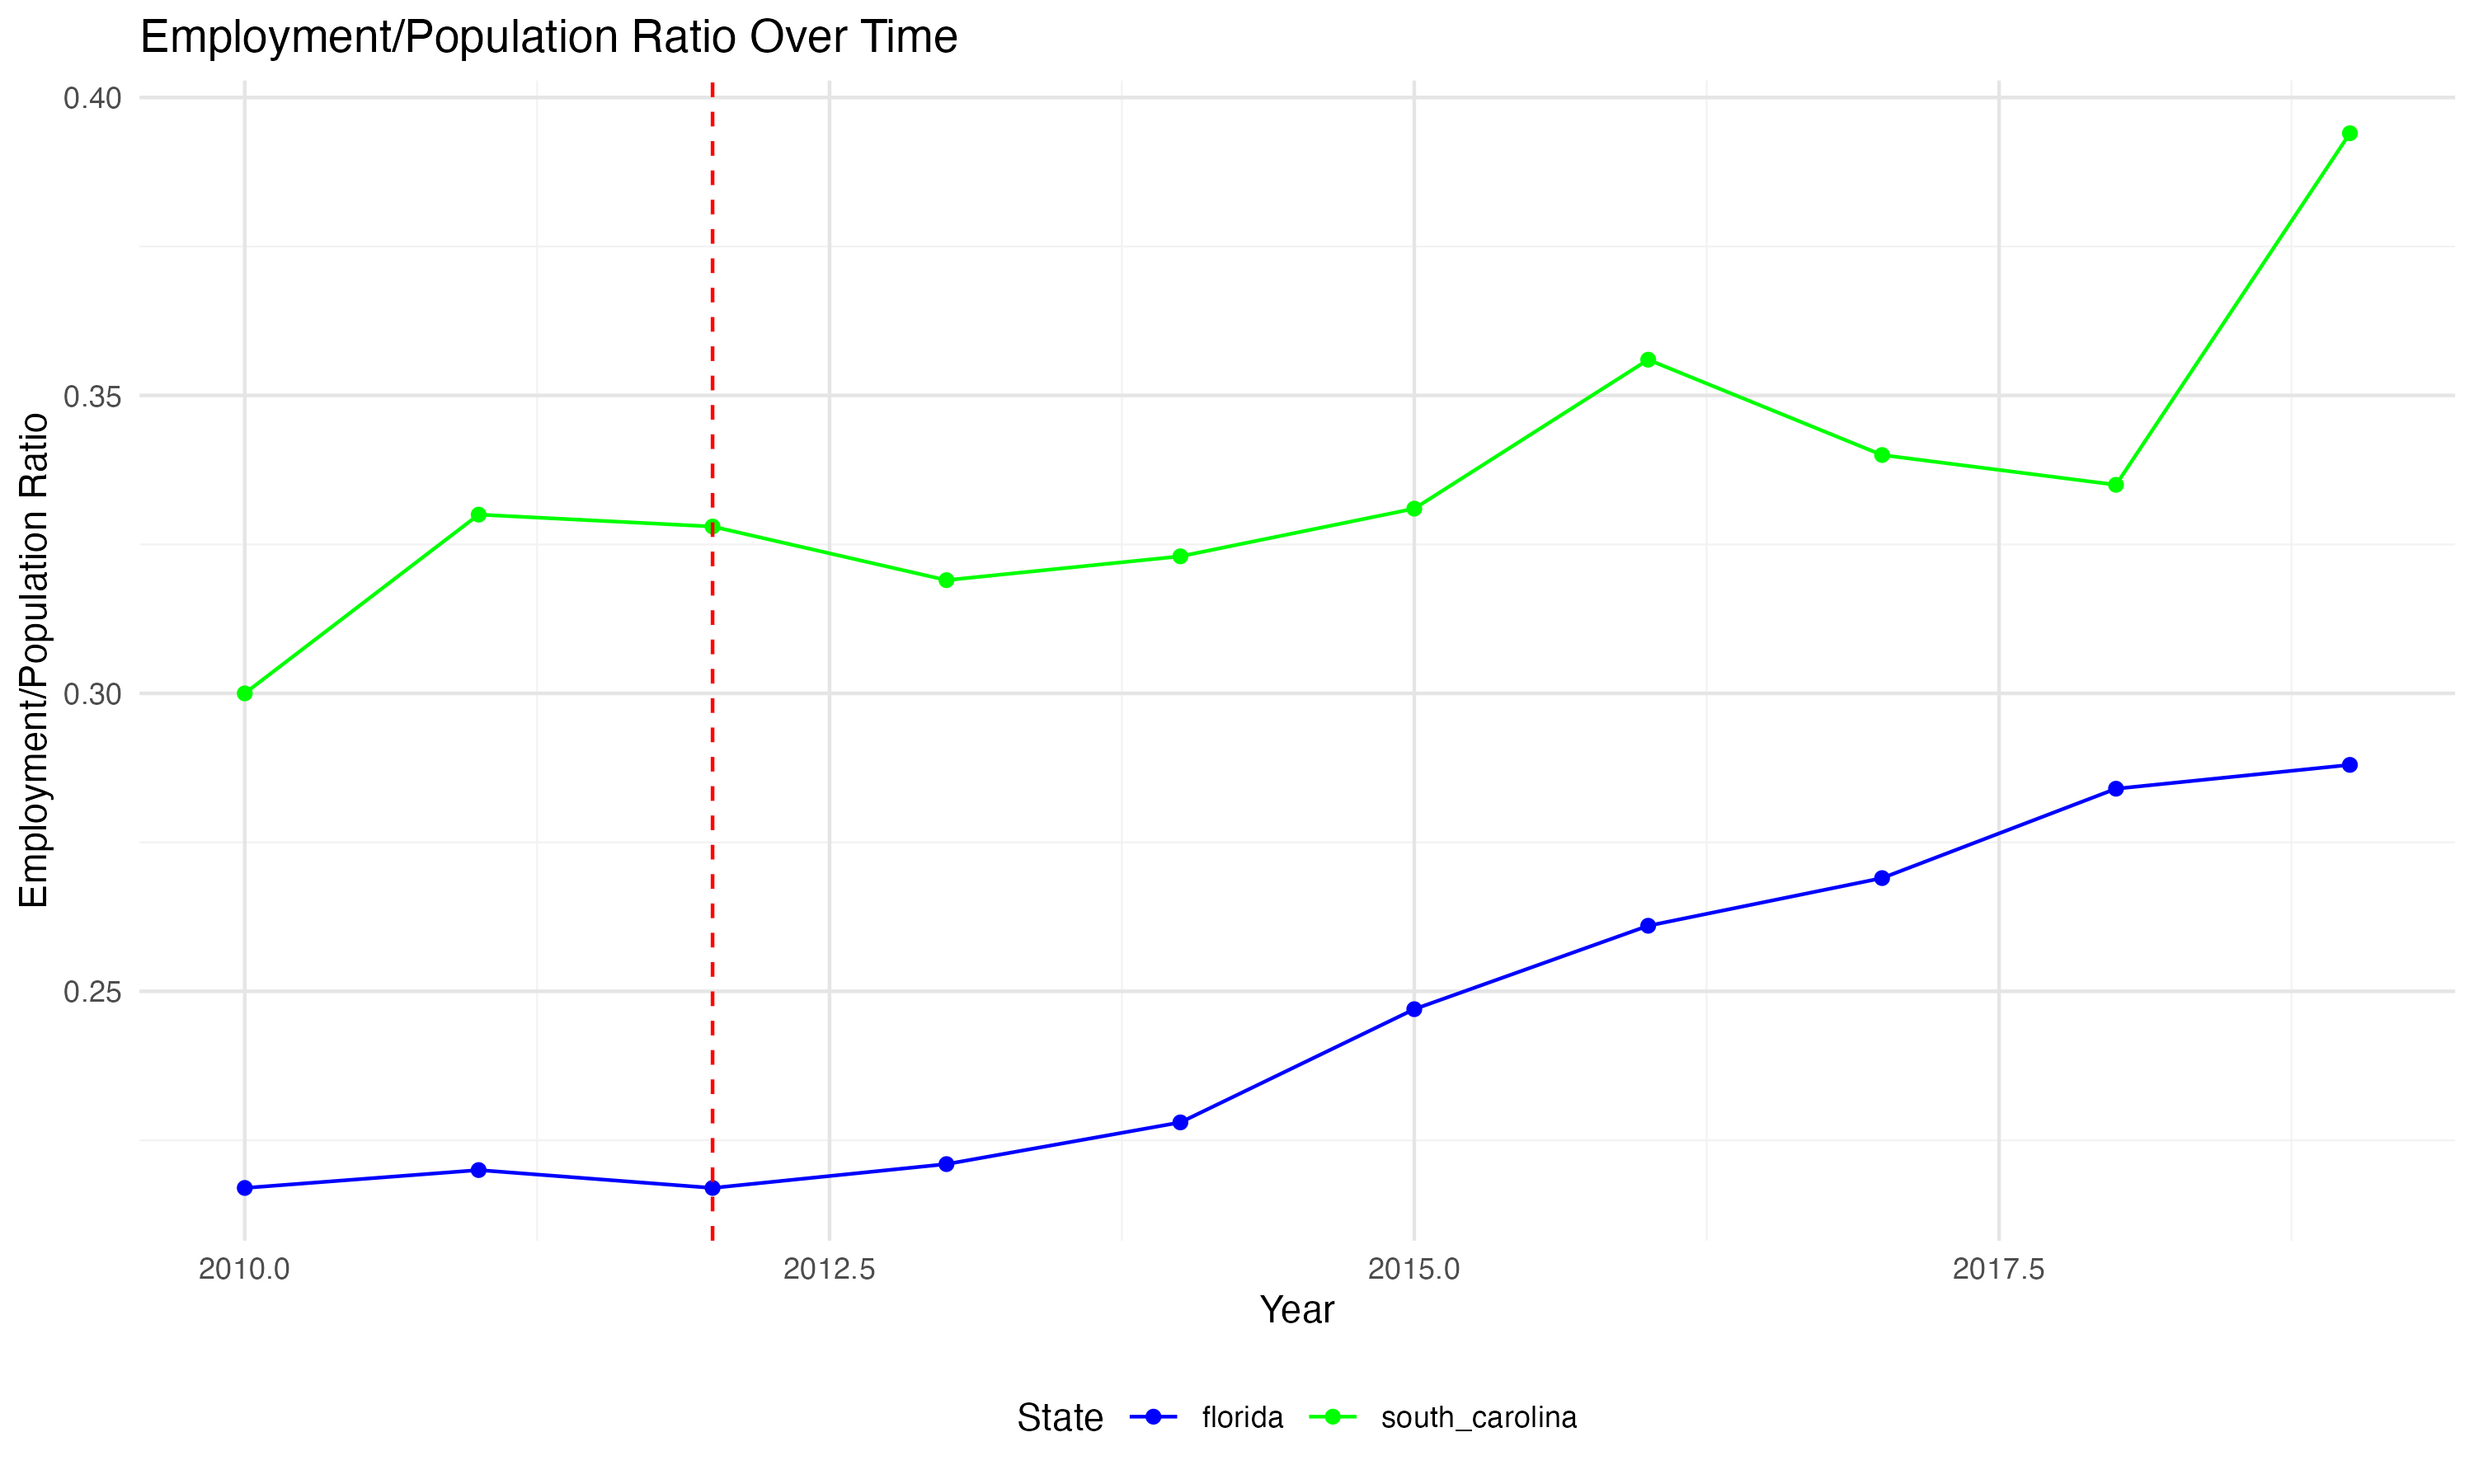 Employment/Population Ratio Over Time
Employment/Population Ratio
0.40
0.35
0.30
0.25
2010.0 2012.5 2015.0 2017.5
Year
State florida south_carolina